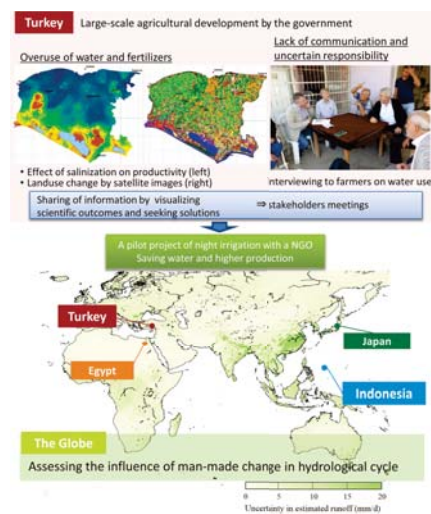 Turkey Large-scale agricultural development by the government
Overuse of water and fertilizers
Lack of communication and
uncertain responsibility
• Effect of salinization on productivity (left)
• Landuse change by satellite images (right)
nterviewing to farmers on water use
Sharing of information by visualizing
scientific outcomes and seeking solutions
⇒ stakeholders meetings
A pilot project of night irrigation with a NGO
Saving water and higher production
Turkey
Japan
Egypt
Indonesia
The Globe
Assessing the influence of man-made change in hydrological cycle
0 5 10 15 20
Uncertainty in estimated runoff (mm/d)